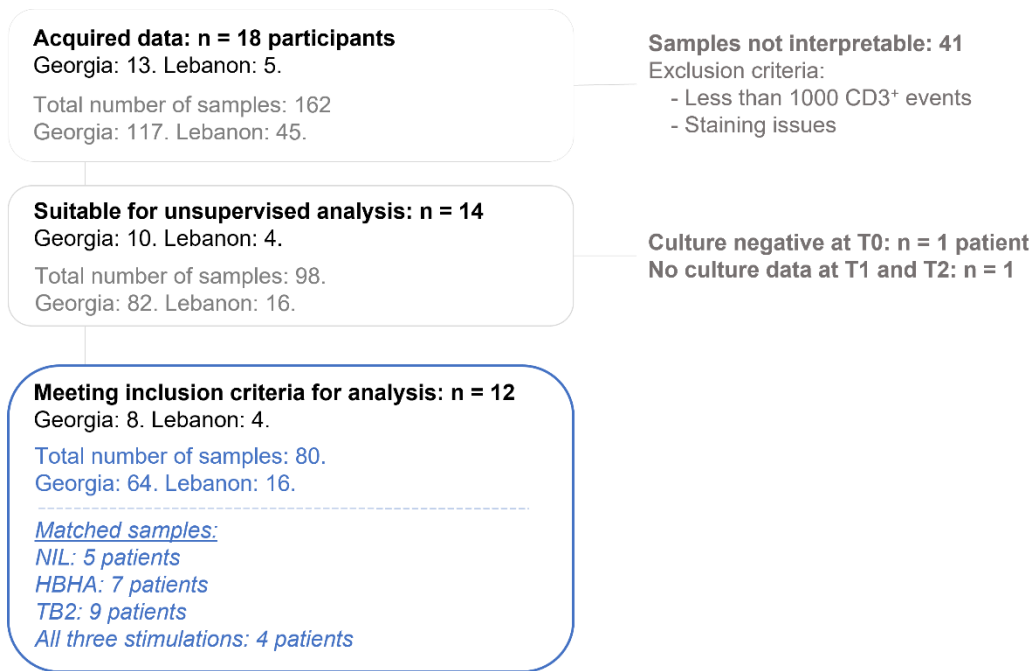 Acquired data: n = 18 participants
Georgia: 13. Lebanon: 5.
Total number of samples: 162
Georgia: 117. Lebanon: 45.
Samples not interpretable: 41
Exclusion criteria:
- Less than 1000 CD3⁺ events
- Staining issues
Suitable for unsupervised analysis: n = 14
Georgia: 10. Lebanon: 4.
Total number of samples: 98.
Georgia: 82. Lebanon: 16.
Culture negative at T0: n = 1 patient
No culture data at T1 and T2: n = 1
Meeting inclusion criteria for analysis: n = 12
Georgia: 8. Lebanon: 4.
Total number of samples: 80.
Georgia: 64. Lebanon: 16.
Matched samples:
NIL: 5 patients
HBHA: 7 patients
TB2: 9 patients
All three stimulations: 4 patients